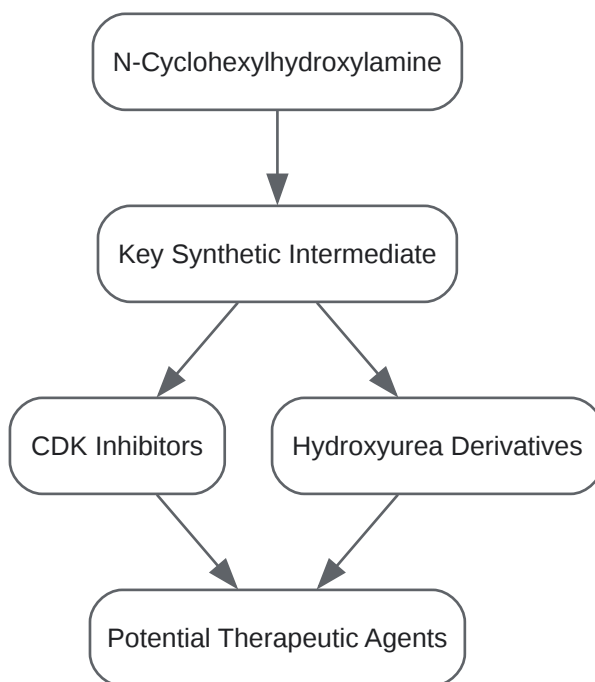 N-Cyclohexylhydroxylamine
Key Synthetic Intermediate
CDK Inhibitors
Hydroxyurea Derivatives
Potential Therapeutic Agents